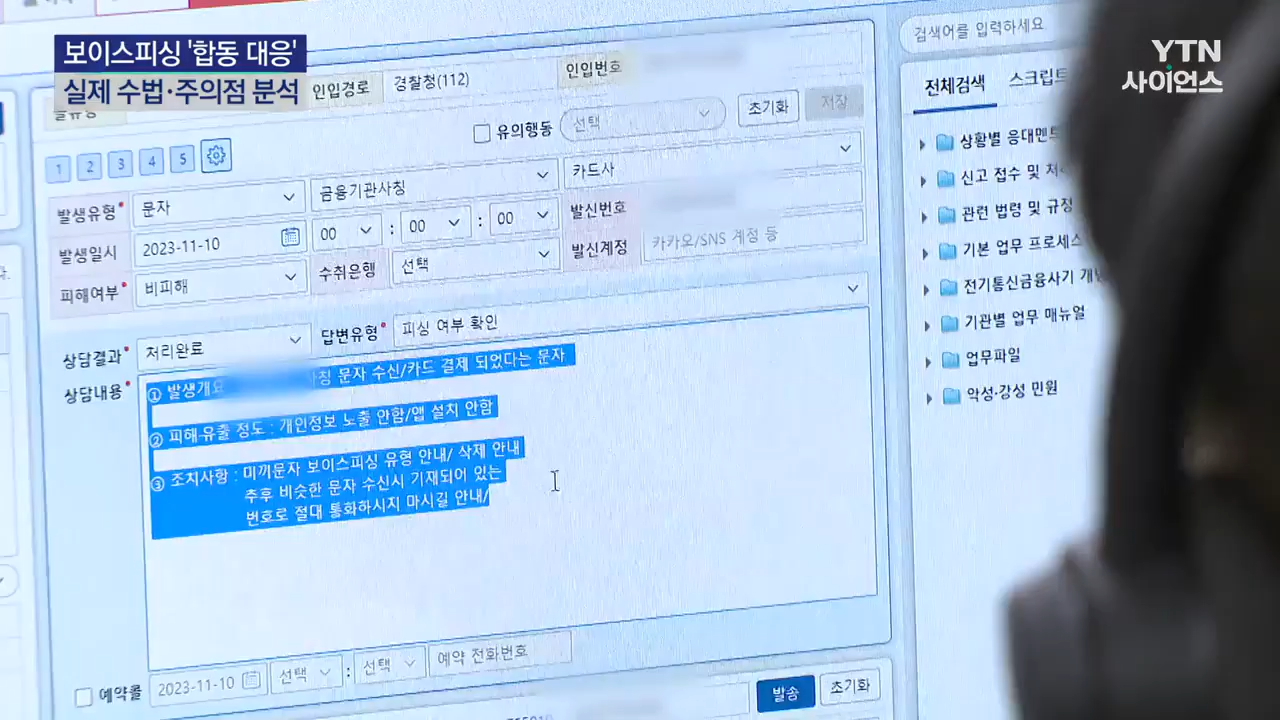 보이스피싱 '합동 대응'
실제 수법·주의점 분석
YTN
사이언스
검색어를 입력하세요
인입경로 경찰청(112) 인입번호
전체검색 스크립트
유의행동 선택 초기화 저장
1 2 3 4 5
발생유형* 문자 금융기관사칭 카드사
발생일시 2023-11-10 00 : 00 : 00 발신번호
피해여부* 비피해 수취은행 선택 발신계정 카카오/SNS 계정 등
상담결과* 처리완료 답변유형* 피싱 여부 확인
상담내용*
① 발생개요 칭 문자 수신/카드 결제 되었다는 문자
② 피해유출 정도 : 개인정보 노출 안함/앱 설치 안함
③ 조치사항 : 미끼문자 보이스피싱 유형 안내/ 삭제 안내
추후 비슷한 문자 수신시 기재되어 있는
번호로 절대 통화하시지 마시길 안내/
상황별 응대멘트
신고 접수 및
관련 법령 및 규정
기본 업무 프로세스
전기통신금융사기
기관별 업무 매뉴얼
업무파일
악성·강성 민원
예약콜 2023-11-10 선택 : 선택 예약 전화번호
발송 초기화